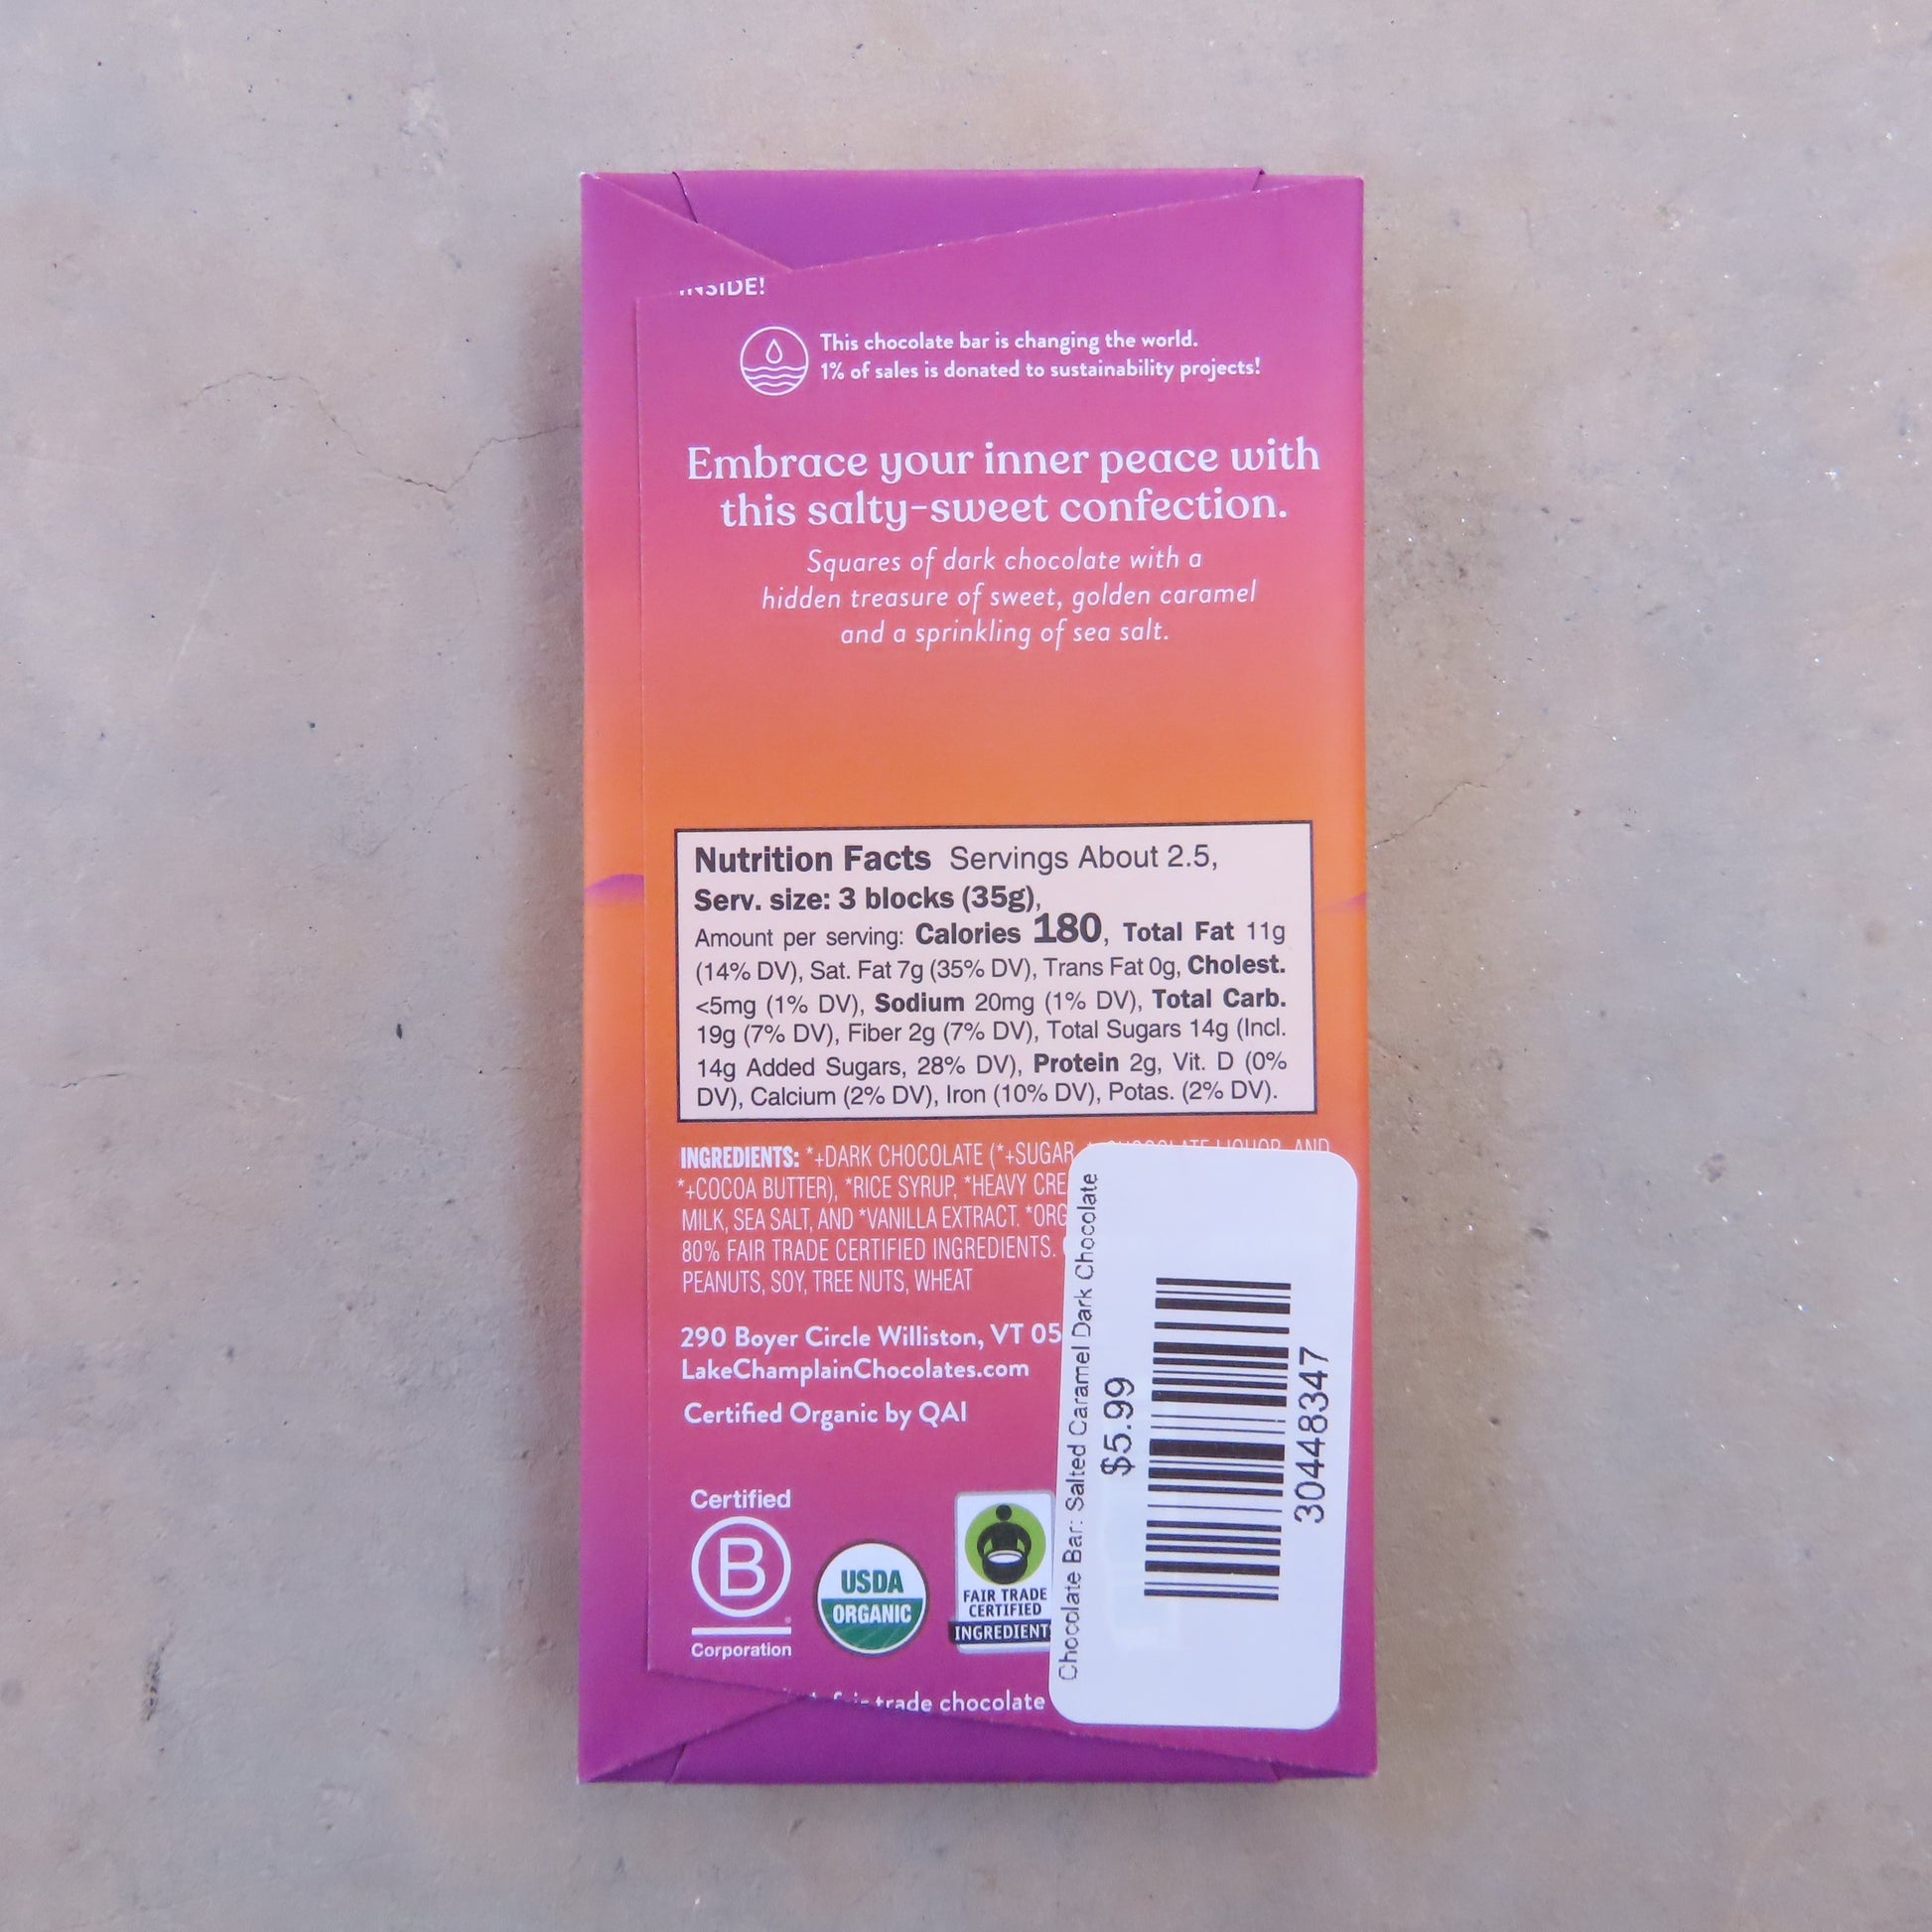 INSIDE!
This chocolate bar is changing the world.
1% of sales is donated to sustainability projects!
Embrace your inner peace with
this salty-sweet confection.
Squares of dark chocolate with a
hidden treasure of sweet, golden caramel
and a sprinkling of sea salt.
Nutrition Facts Servings About 2.5,
Serv. size: 3 blocks (35g),
Amount per serving: Calories 180, Total Fat 11g
(14% DV), Sat. Fat 7g (35% DV), Trans Fat 0g, Cholest.
<5mg (1% DV), Sodium 20mg (1% DV), Total Carb.
19g (7% DV), Fiber 2g (7% DV), Total Sugars 14g (Incl.
14g Added Sugars, 28% DV), Protein 2g, Vit. D (0%
DV), Calcium (2% DV), Iron (10% DV), Potas. (2% DV).
INGREDIENTS: *+DARK CHOCOLATE (*+SUGAR, CHOCOLATE LIQUOR, AND
*+COCOA BUTTER), *RICE SYRUP, *HEAVY CRE
MILK, SEA SALT, AND *VANILLA EXTRACT. *ORG
80% FAIR TRADE CERTIFIED INGREDIENTS.
PEANUTS, SOY, TREE NUTS, WHEAT
290 Boyer Circle Williston, VT 05
LakeChamplainChocolates.com
Certified Organic by QAI
Certified
B
Corporation
USDA
ORGANIC
FAIR TRADE
CERTIFIED
INGREDIENT
trade chocolate
Chocolate Bar: Salted Caramel Dark Chocolate
$5.99
30448347